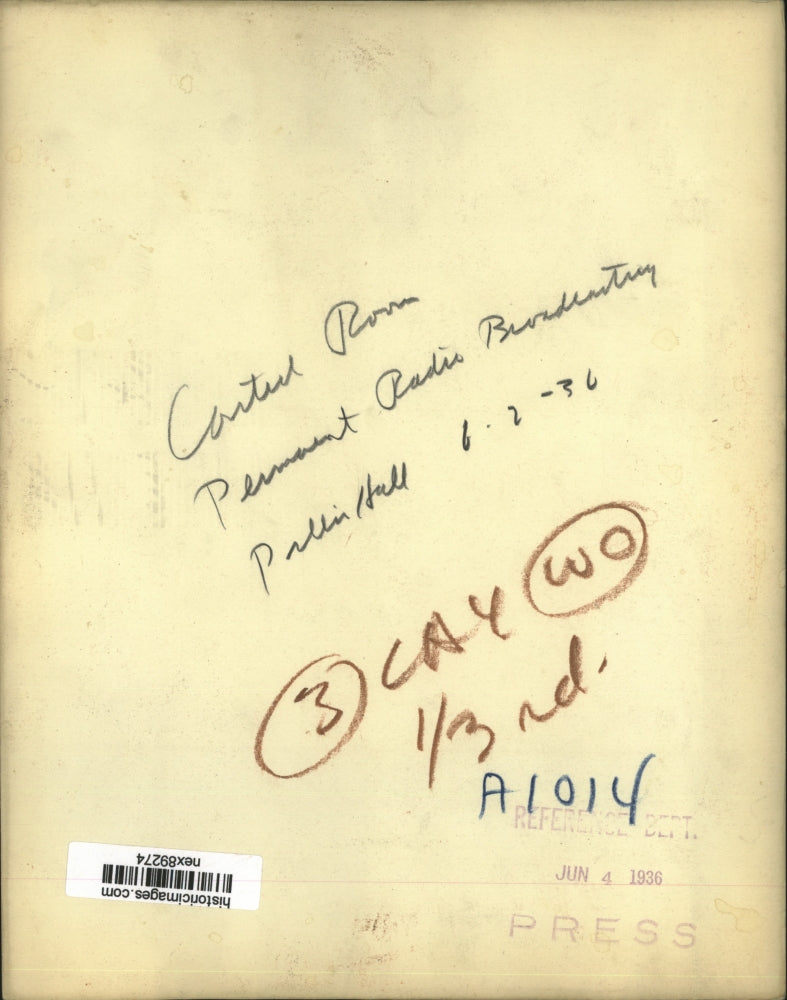 Control Room
Permanent Radio Broadcasting
Public Hall 6-2-36
WO
3 CAY
1/3 rd.
A1014
REFERENCE DEPT.
JUN 4 1936
PRESS
nex89274
historicimages.com